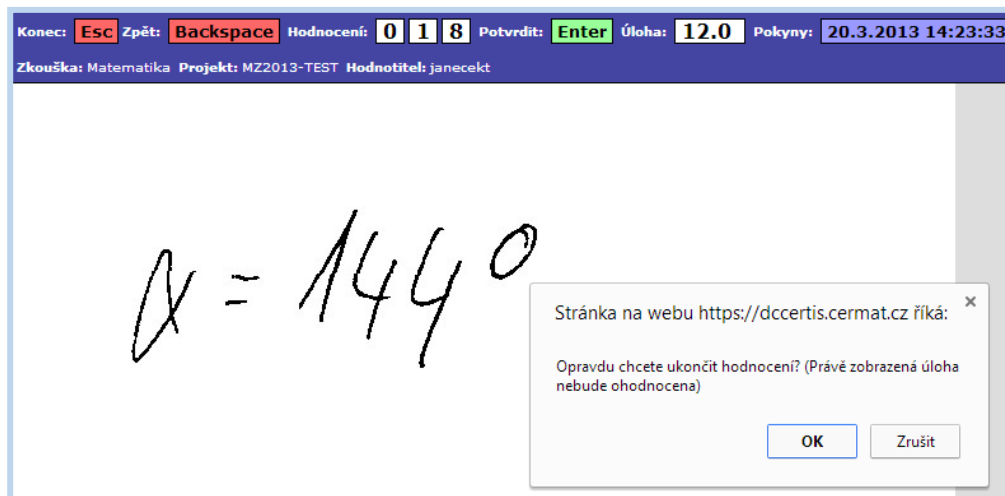 Konec: Esc Zpět: Backspace Hodnocení: 0 1 8 Potvrdit: Enter Úloha: 12.0 Pokyny: 20.3.2013 14:23:33
Zkouška: Matematika Projekt: MZ2013-TEST Hodnotitel: janecekt
α = 144°
Stránka na webu https://dccertis.cermat.cz říká:
×
Opravdu chcete ukončit hodnocení? (Právě zobrazená úloha
nebude ohodnocena)
OK Zrušit